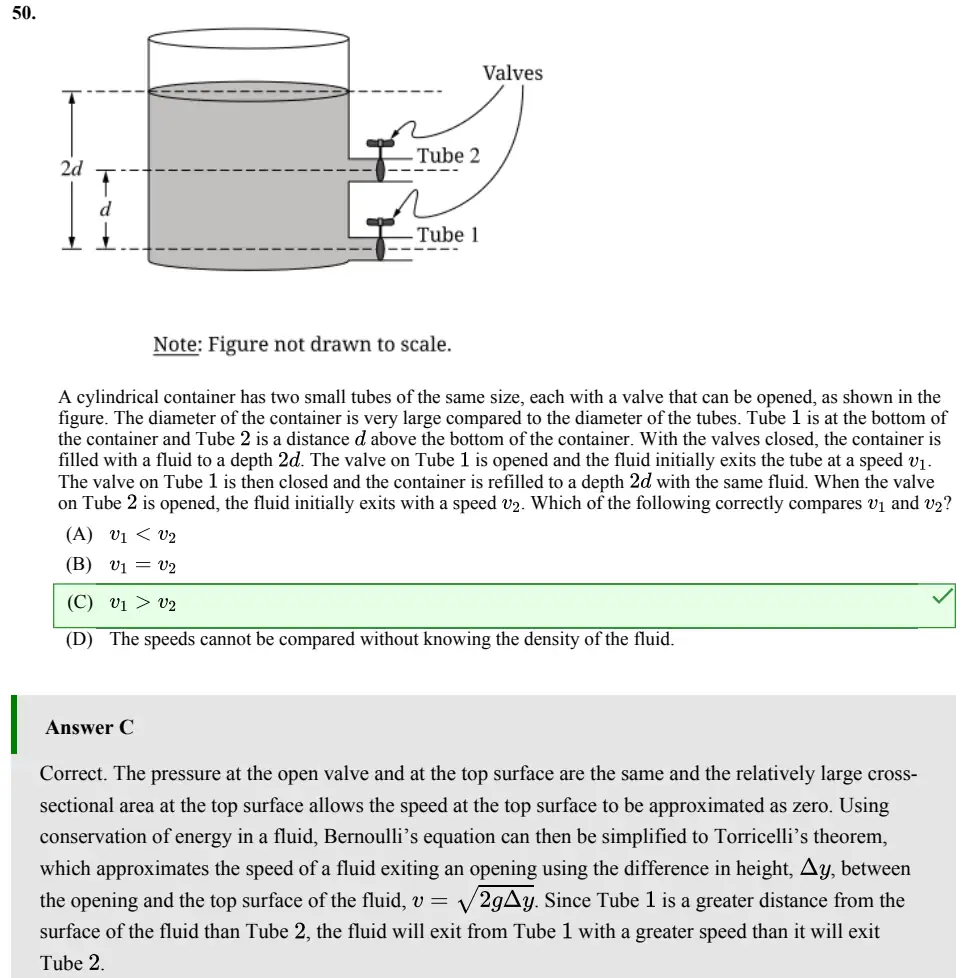 50.
Valves
Tube 2
2d
d
Tube 1
Note: Figure not drawn to scale.
A cylindrical container has two small tubes of the same size, each with a valve that can be opened, as shown in the
figure. The diameter of the container is very large compared to the diameter of the tubes. Tube 1 is at the bottom of
the container and Tube 2 is a distance d above the bottom of the container. With the valves closed, the container is
filled with a fluid to a depth 2d. The valve on Tube 1 is opened and the fluid initially exits the tube at a speed v₁.
The valve on Tube 1 is then closed and the container is refilled to a depth 2d with the same fluid. When the valve
on Tube 2 is opened, the fluid initially exits with a speed v₂. Which of the following correctly compares v₁ and v₂?
(A) v₁ < v₂
(B) v₁ = v₂
(C) v₁ > v₂
(D) The speeds cannot be compared without knowing the density of the fluid.
Answer C
Correct. The pressure at the open valve and at the top surface are the same and the relatively large cross-
sectional area at the top surface allows the speed at the top surface to be approximated as zero. Using
conservation of energy in a fluid, Bernoulli's equation can then be simplified to Torricelli's theorem,
which approximates the speed of a fluid exiting an opening using the difference in height, Δy, between
the opening and the top surface of the fluid, v = √2gΔy. Since Tube 1 is a greater distance from the
surface of the fluid than Tube 2, the fluid will exit from Tube 1 with a greater speed than it will exit
Tube 2.